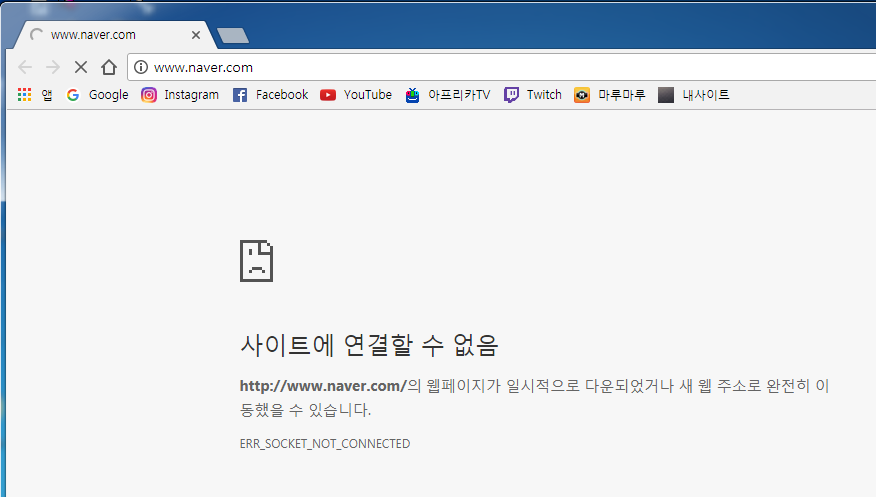 www.naver.com
www.naver.com
앱 Google Instagram Facebook YouTube 아프리카TV Twitch 마루마루 내사이트
사이트에 연결할 수 없음
http://www.naver.com/의 웹페이지가 일시적으로 다운되었거나 새 웹 주소로 완전히 이
동했을 수 있습니다.
ERR_SOCKET_NOT_CONNECTED